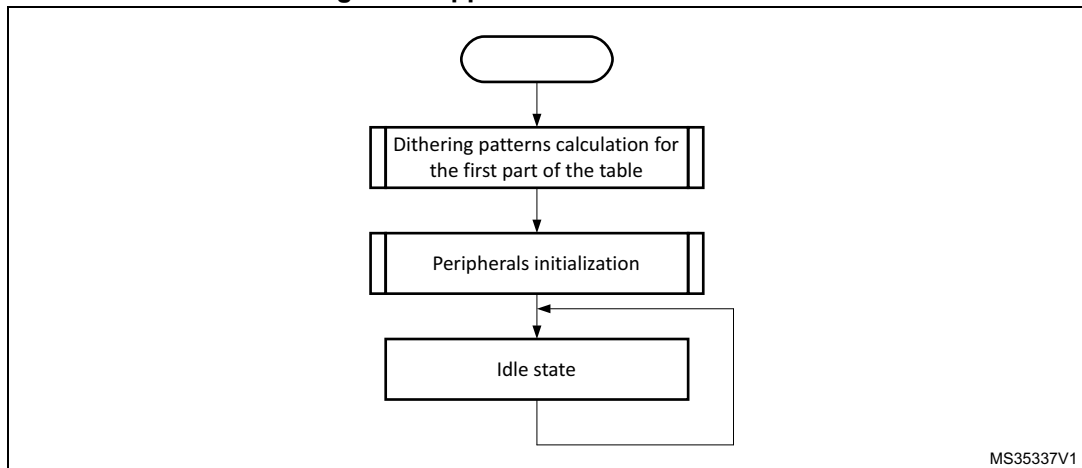 Dithering patterns calculation for
the first part of the table
Peripherals initialization
Idle state
MS35337V1